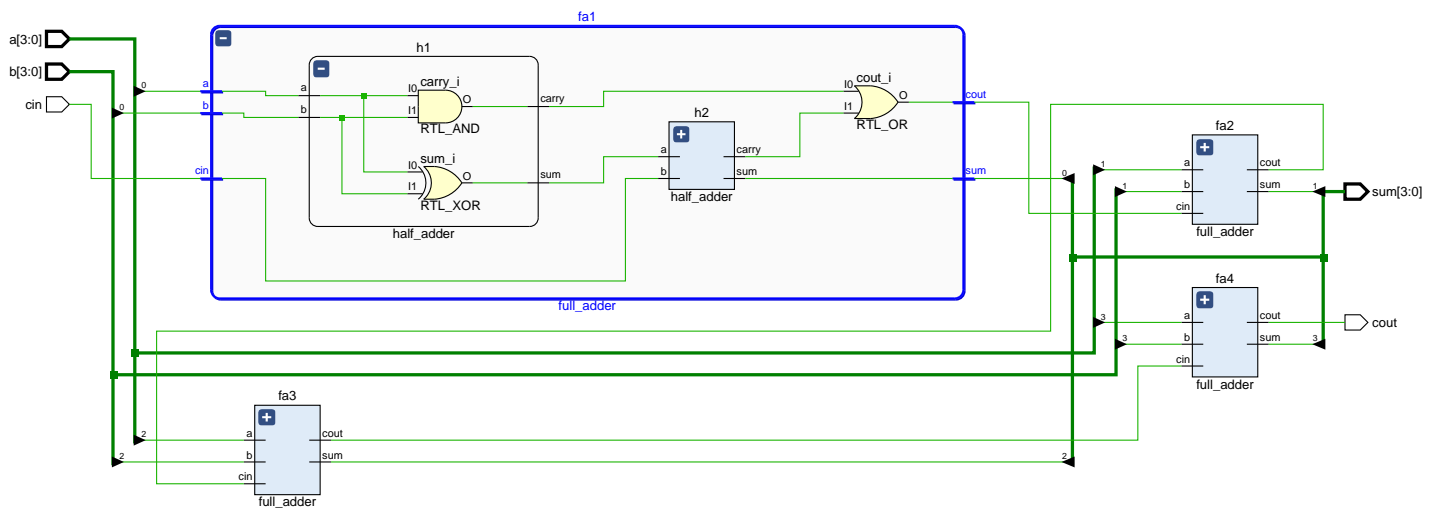 fa1
a[3:0]
b[3:0]
cin
0
0
a
b
cin
h1
a
b
carry_i
I0
I1
O
RTL_AND
sum_i
I0
I1
O
RTL_XOR
carry
sum
half_adder
h2
a
b
carry
sum
half_adder
cout_i
I0
I1
O
RTL_OR
cout
sum
full_adder
0
1
1
fa2
a
b
cin
cout
sum
full_adder
1
sum[3:0]
3
3
fa4
a
b
cin
cout
sum
full_adder
3
cout
2
2
fa3
a
b
cin
cout
sum
full_adder
2